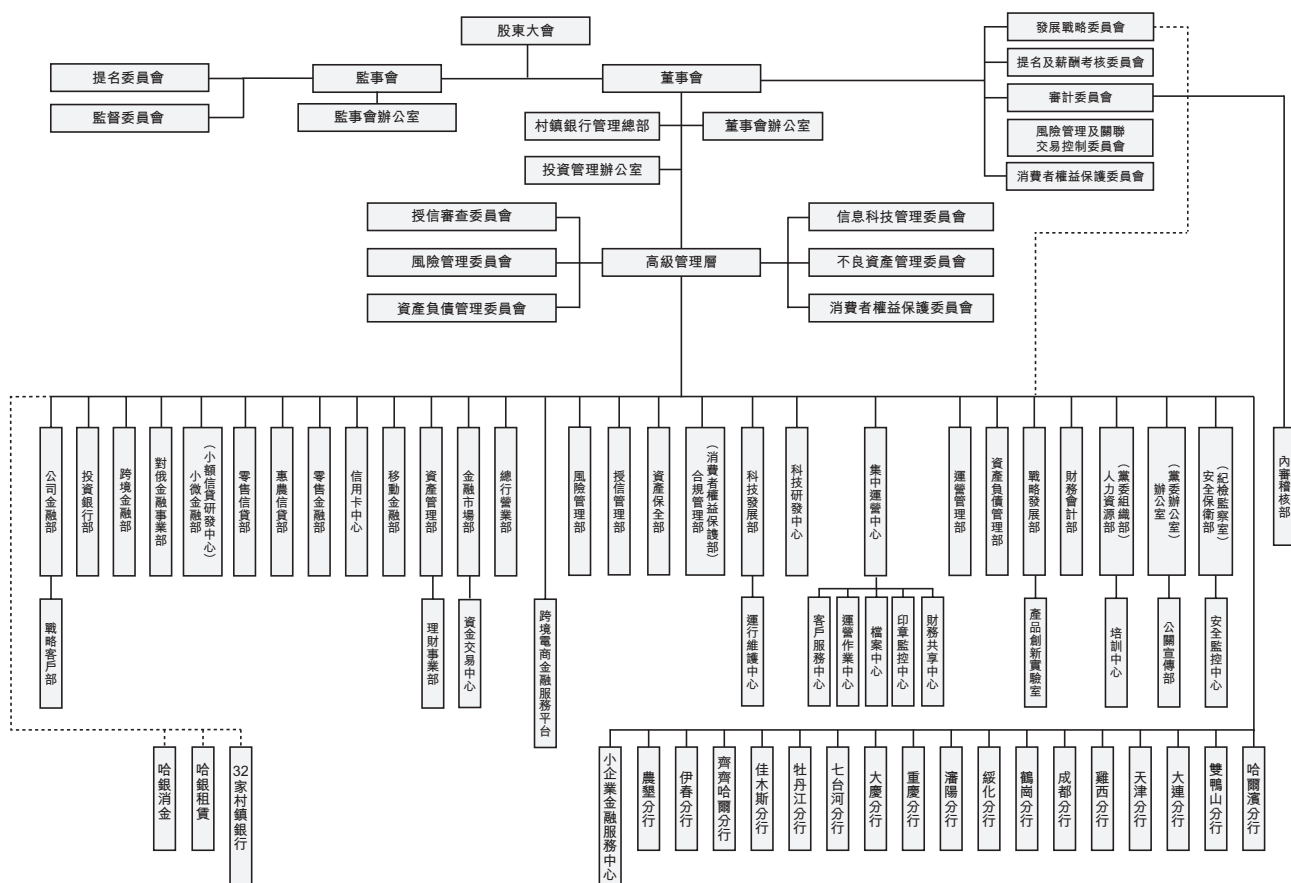 股東大會
發展戰略委員會
提名委員會
監事會
董事會
提名及薪酬考核委員會
審計委員會
監督委員會
監事會辦公室
村鎮銀行管理總部
董事會辦公室
風險管理及關聯
交易控制委員會
投資管理辦公室
消費者權益保護委員會
授信審查委員會
信息科技管理委員會
風險管理委員會
高級管理層
不良資產管理委員會
資產負債管理委員會
消費者權益保護委員會
公司金融部
投資銀行部
跨境金融部
對俄金融事業部
小微金融部
（小額信貸研發中心）
零售信貸部
惠農信貸部
零售金融部
信用卡中心
移動金融部
資產管理部
金融市場部
總行營業部
風險管理部
授信管理部
資產保全部
合規管理部
（消費者權益保護部）
科技發展部
科技研發中心
集中運營中心
運營管理部
資產負債管理部
戰略發展部
財務會計部
人力資源部
（黨委組織部）
辦公室
（黨委辦公室）
安全保衛部
（紀檢監察室）
內審稽核部
戰略客戶部
理財事業部
資金交易中心
跨境電商金融服務平台
運行維護中心
客戶服務中心
運營作業中心
檔案中心
印章監控中心
財務共享中心
產品創新實驗室
培訓中心
公關宣傳部
安全監控中心
哈銀消金
哈銀租賃
32家村鎮銀行
小企業金融服務中心
農墾分行
伊春分行
齊齊哈爾分行
佳木斯分行
牡丹江分行
七台河分行
大慶分行
重慶分行
瀋陽分行
綏化分行
鶴崗分行
成都分行
雞西分行
天津分行
大連分行
雙鴨山分行
哈爾濱分行